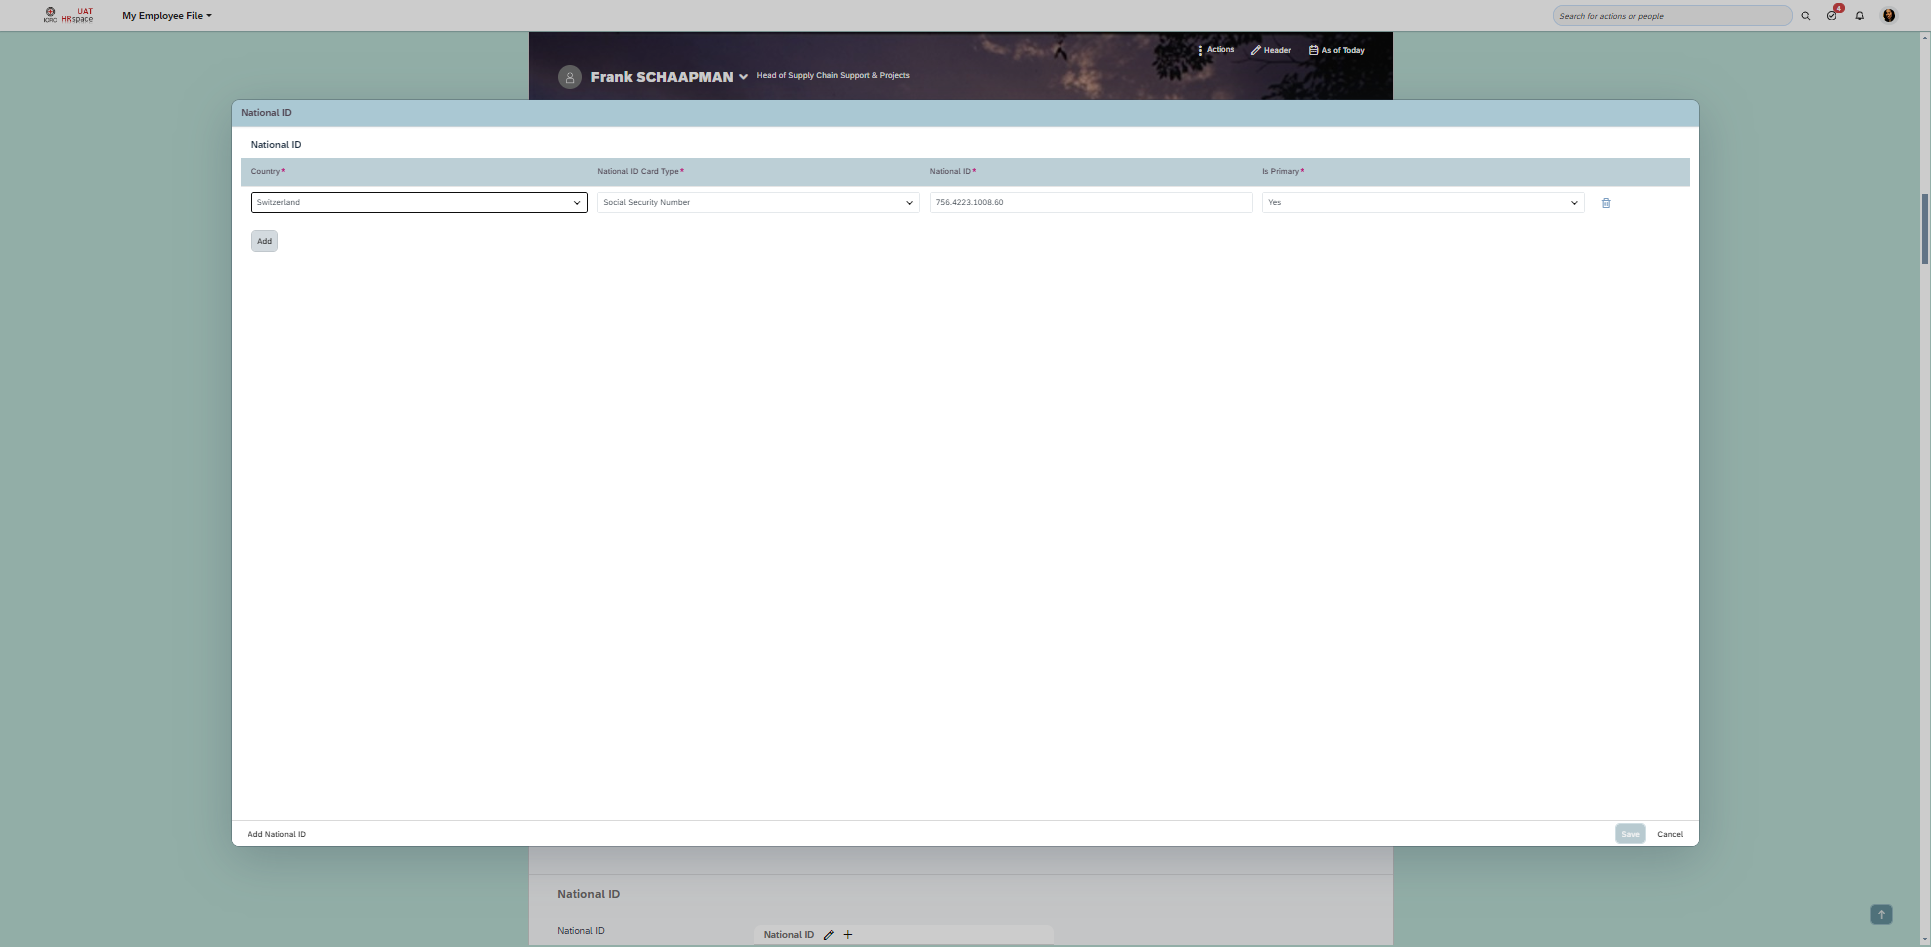 UAT
ICRC HRspace
My Employee File
Search for actions or people
4
Actions
Header
As of Today
Frank SCHAAPMAN
Head of Supply Chain Support & Projects
National ID
National ID
Country* National ID Card Type* National ID* Is Primary*
Switzerland Social Security Number 756.4223.1008.60 Yes
Add
Add National ID Save Cancel
National ID
National ID
National ID